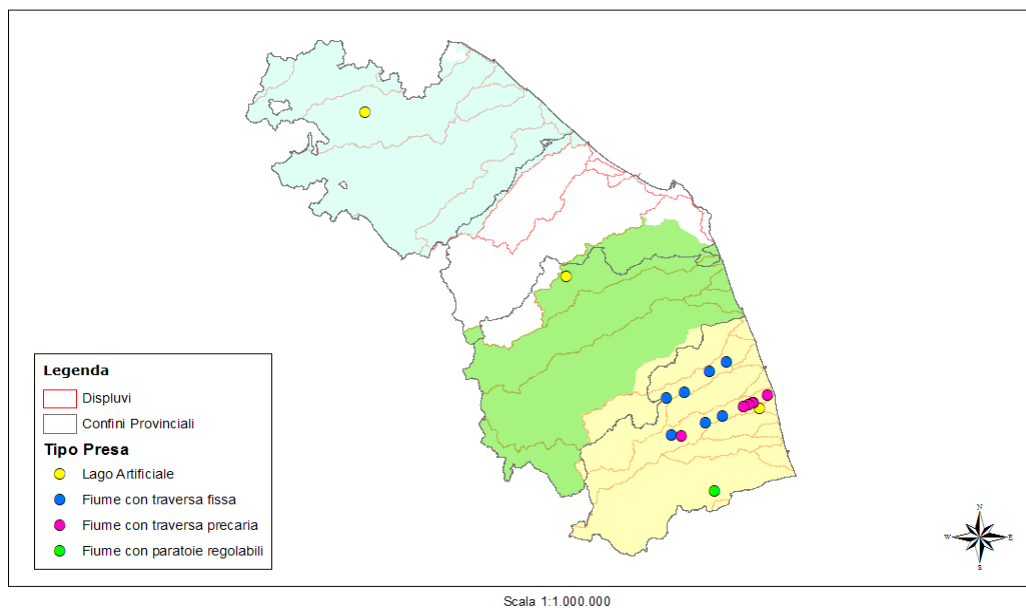 Legenda
Displuvi
Confini Provinciali
Tipo Presa
Lago Artificiale
Fiume con traversa fissa
Fiume con traversa precaria
Fiume con paratoie regolabili
N
W
E
S
Scala 1:1.000.000